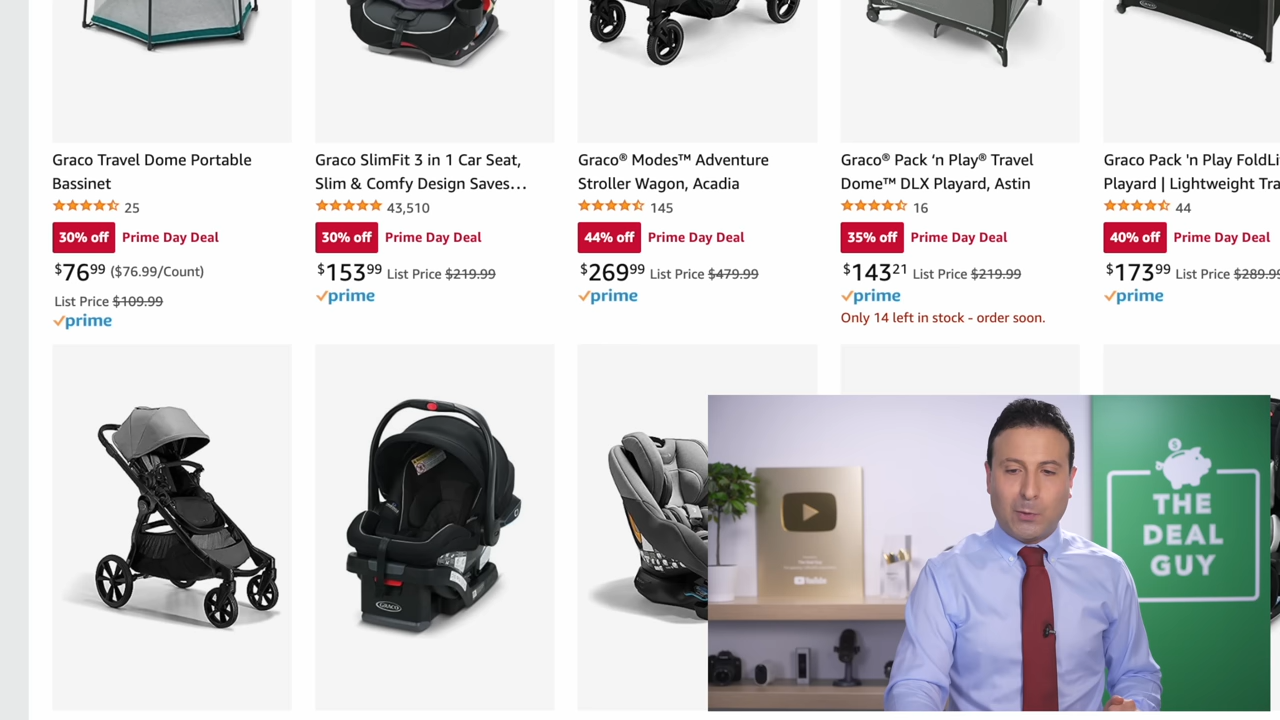 Graco Travel Dome Portable
Bassinet
25
30% off Prime Day Deal
$76.99 ($76.99/Count)
List Price $109.99
prime
Graco SlimFit 3 in 1 Car Seat,
Slim & Comfy Design Saves…
43,510
30% off Prime Day Deal
$153.99 List Price $219.99
prime
Graco® Modes™ Adventure
Stroller Wagon, Acadia
145
44% off Prime Day Deal
$269.99 List Price $479.99
prime
Graco® Pack ‘n Play® Travel
Dome™ DLX Playard, Astin
16
35% off Prime Day Deal
$143.21 List Price $219.99
prime
Only 14 left in stock - order soon.
Graco Pack 'n Play FoldLi
Playard | Lightweight Tra
44
40% off Prime Day Deal
$173.99 List Price $289.99
prime
GRACO
YouTube
THE
DEAL
GUY